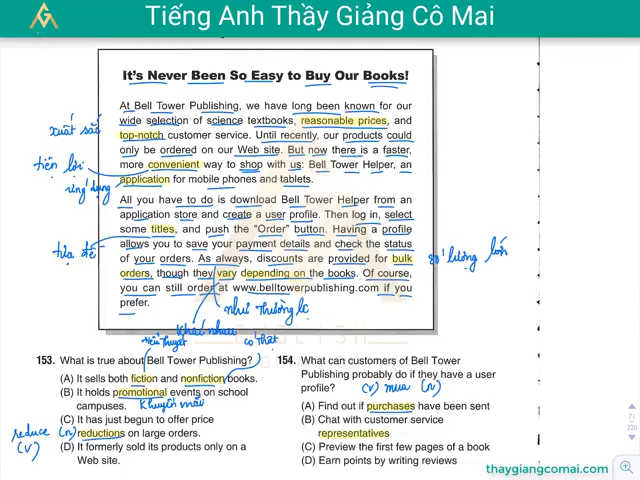 Tiếng Anh Thầy Giảng Cô Mai
It's Never Been So Easy to Buy Our Books!
At Bell Tower Publishing, we have long been known for our
xuất sắc
wide selection of science textbooks, reasonable prices, and
top-notch customer service. Until recently, our products could
only be ordered on our Web site. But now there is a faster,
tiện lợi
more convenient way to shop with us: Bell Tower Helper, an
ứng dụng
application for mobile phones and tablets.
All you have to do is download Bell Tower Helper from an
application store and create a user profile. Then log in, select
some titles, and push the "Order" button. Having a profile
tựa đề
allows you to save your payment details and check the status
of your orders. As always, discounts are provided for bulk
số lượng lớn
orders, though they vary depending on the books. Of course,
you can still order at www.belltowerpublishing.com if you
prefer.
như thường lệ
khác nhau
tiểu thuyết
có thật
153. What is true about Bell Tower Publishing?
(A) It sells both fiction and nonfiction books.
(B) It holds promotional events on school
campuses.
khuyến mãi
(C) It has just begun to offer price
reduce (n) reductions on large orders.
(v)
(D) It formerly sold its products only on a
Web site.
154. What can customers of Bell Tower
Publishing probably do if they have a user
profile?
(v) mua (n)
(A) Find out if purchases have been sent
(B) Chat with customer service
representatives
(C) Preview the first few pages of a book
(D) Earn points by writing reviews
71
220
thaygiangcomai.com